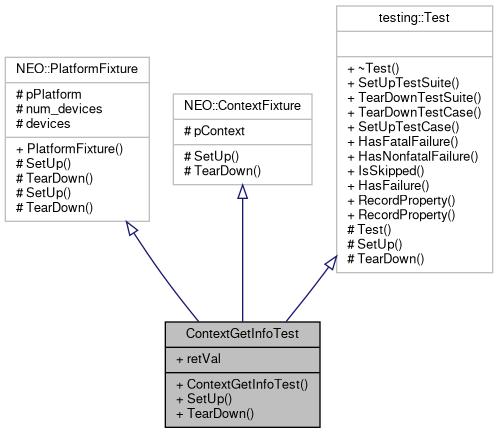 NEO::PlatformFixture
# pPlatform
# num_devices
# devices
+ PlatformFixture()
# SetUp()
# TearDown()
# SetUp()
# TearDown()
NEO::ContextFixture
# pContext
# SetUp()
# TearDown()
testing::Test
+ ~Test()
+ SetUpTestSuite()
+ TearDownTestSuite()
+ TearDownTestCase()
+ SetUpTestCase()
+ HasFatalFailure()
+ HasNonfatalFailure()
+ IsSkipped()
+ HasFailure()
+ RecordProperty()
+ RecordProperty()
# Test()
# SetUp()
# TearDown()
ContextGetInfoTest
+ retVal
+ ContextGetInfoTest()
+ SetUp()
+ TearDown()